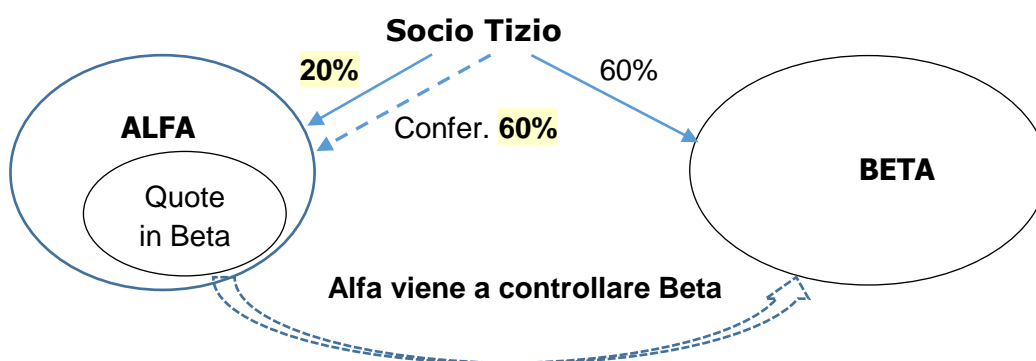 Socio Tizio
20%
60%
ALFA
Confer. 60%
BETA
Quote
in Beta
Alfa viene a controllare Beta